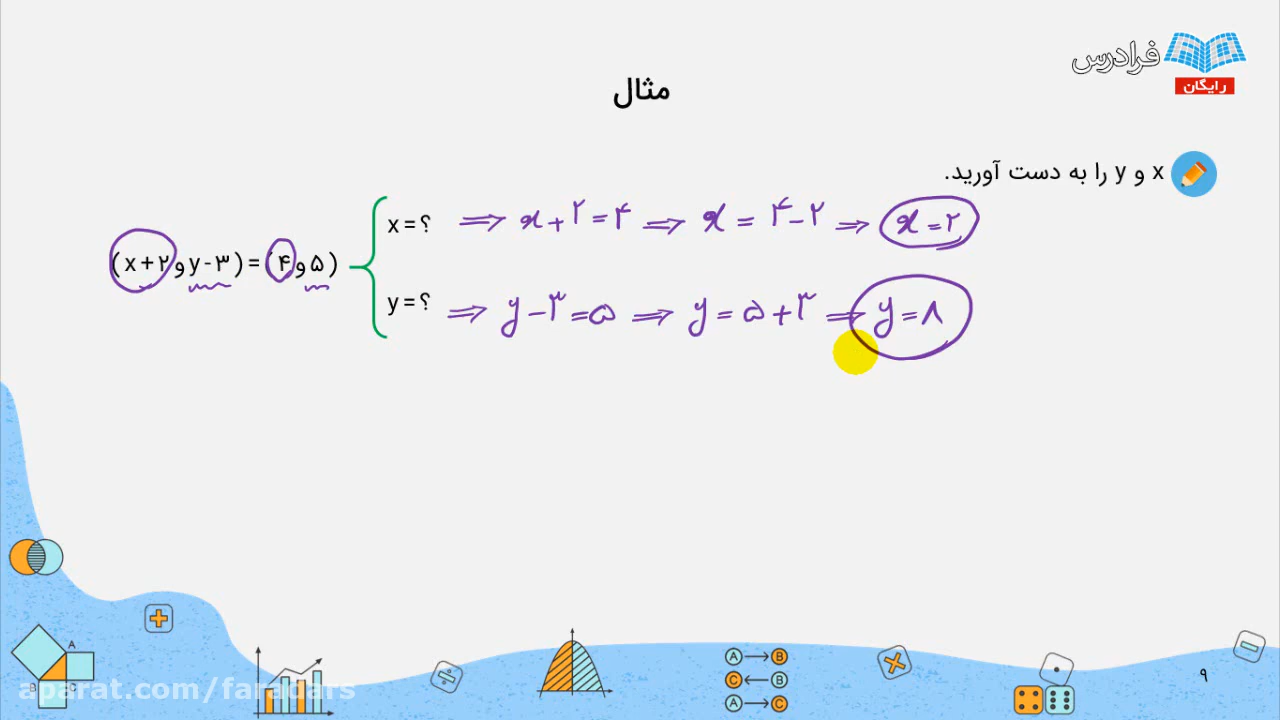 فرادرس
رایگان
مثال
x و y را به دست آورید.
(x+۲ و y-۳) = (۴ و ۵)
x = ؟ ⟹ x+۲=۴ ⟹ x = ۴-۲ ⟹ x=۲
y = ؟ ⟹ y-۳=۵ ⟹ y = ۵+۳ ⟹ y=۸
A
B
A → B
C ← B
A → C
aparat.com/faradars
۹